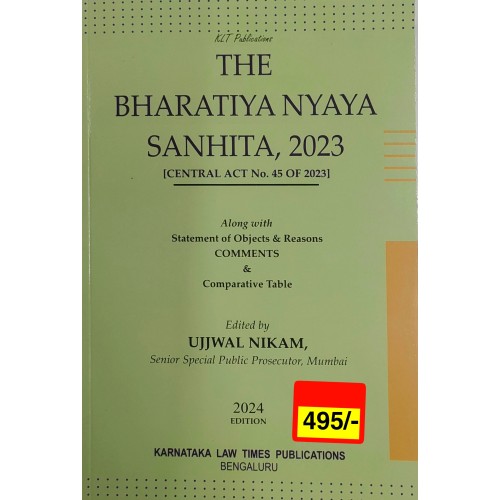 KLT Publications
THE
BHARATIYA NYAYA
SANHITA, 2023
[CENTRAL ACT No. 45 OF 2023]
Along with
Statement of Objects & Reasons
COMMENTS
&
Comparative Table
Edited by
UJJWAL NIKAM,
Senior Special Public Prosecutor, Mumbai
2024
EDITION
495/-
KARNATAKA LAW TIMES PUBLICATIONS
BENGALURU